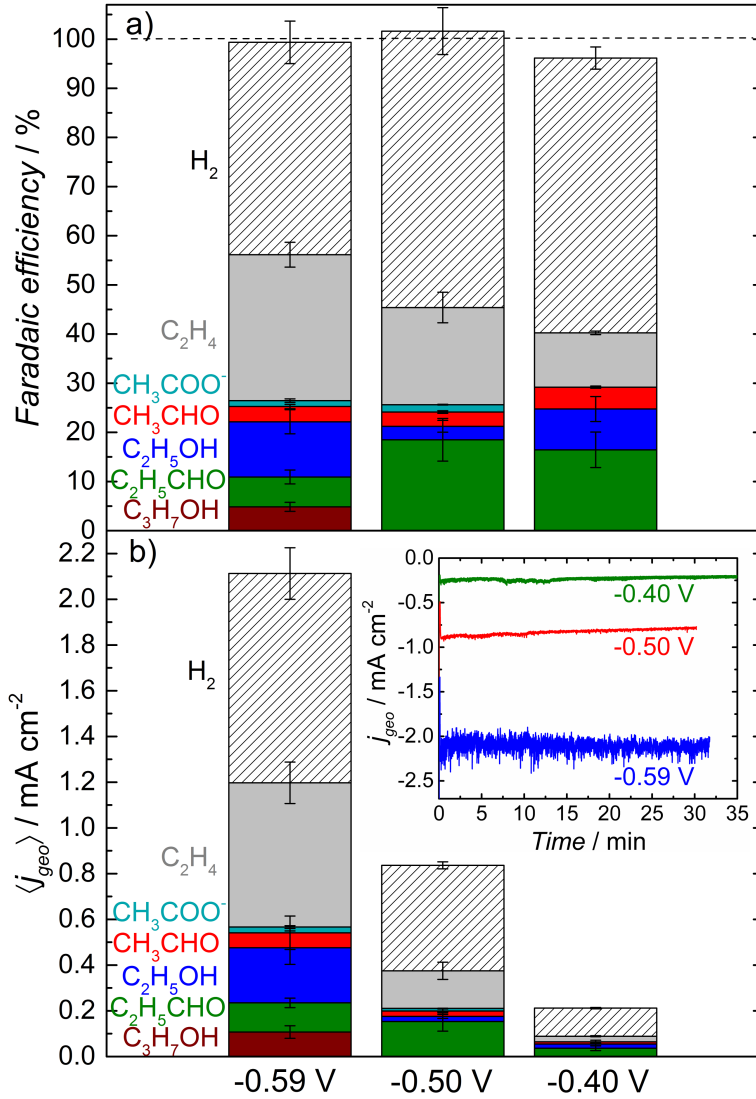 a)
Faradaic efficiency / %
100
90
80
70
60
50
40
30
20
10
0
H₂
C₂H₄
CH₃COO⁻
CH₃CHO
C₂H₅OH
C₂H₅CHO
C₃H₇OH
b)
⟨j_geo⟩ / mA cm⁻²
2.2
2.0
1.8
1.6
1.4
1.2
1.0
0.8
0.6
0.4
0.2
0.0
H₂
C₂H₄
CH₃COO⁻
CH₃CHO
C₂H₅OH
C₂H₅CHO
C₃H₇OH
-0.59 V -0.50 V -0.40 V
j_geo / mA cm⁻²
0.0
-0.5
-1.0
-1.5
-2.0
-2.5
-0.40 V
-0.50 V
-0.59 V
0 5 10 15 20 25 30 35
Time / min